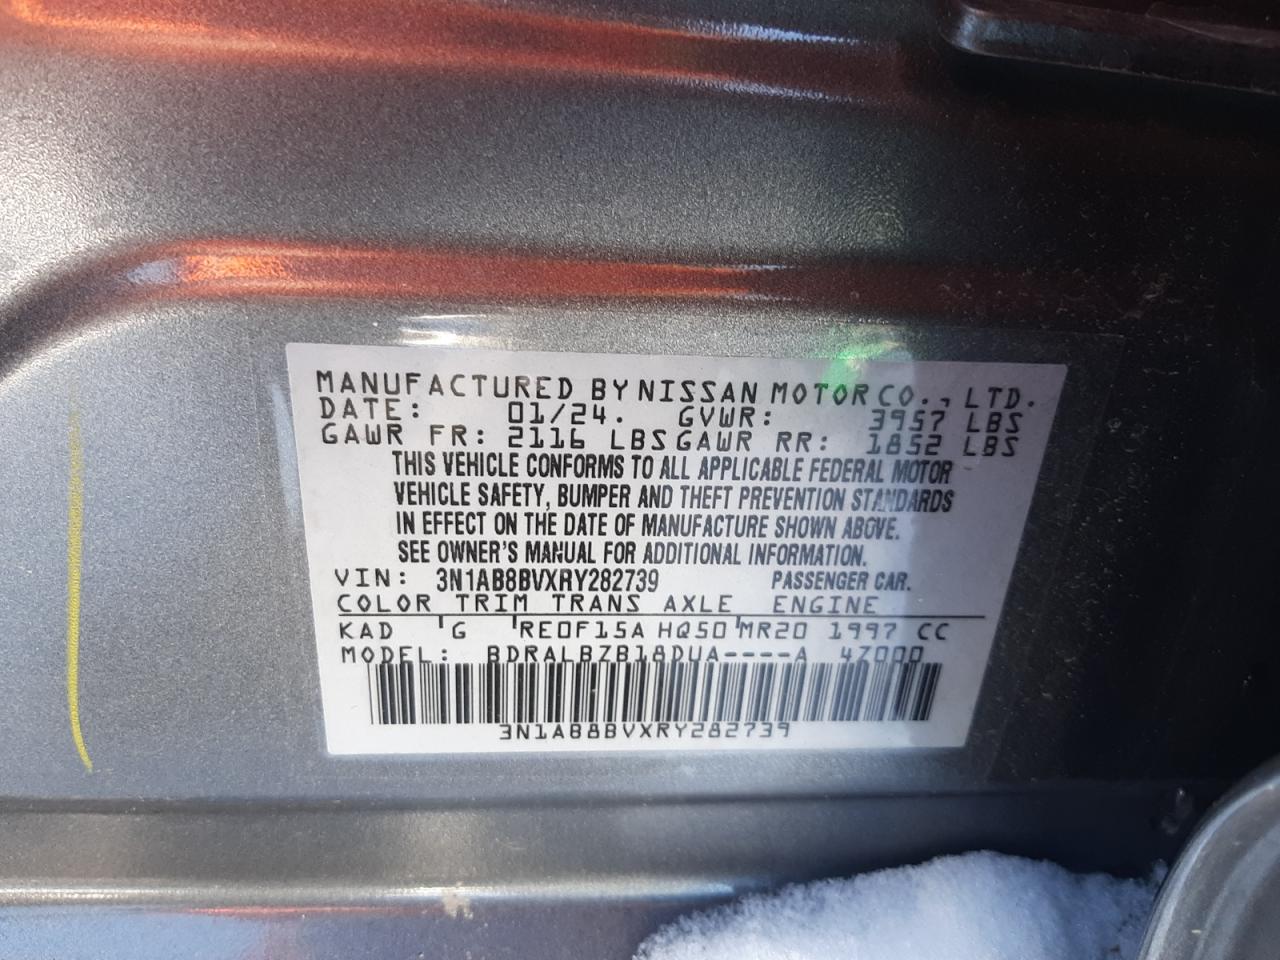 MANUFACTURED BY NISSAN MOTOR CO., LTD.
DATE: 01/24. GVWR: 3957 LBS
GAWR FR: 2116 LBS GAWR RR: 1852 LBS
THIS VEHICLE CONFORMS TO ALL APPLICABLE FEDERAL MOTOR
VEHICLE SAFETY, BUMPER AND THEFT PREVENTION STANDARDS
IN EFFECT ON THE DATE OF MANUFACTURE SHOWN ABOVE.
SEE OWNER'S MANUAL FOR ADDITIONAL INFORMATION.
VIN: 3N1AB8BVXRY282739 PASSENGER CAR.
COLOR TRIM TRANS AXLE ENGINE
KAD G RE0F15A HQ50 MR20 1997 CC
MODEL: BDRALBZB18DUA----A 47000
3N1AB8BVXRY282739